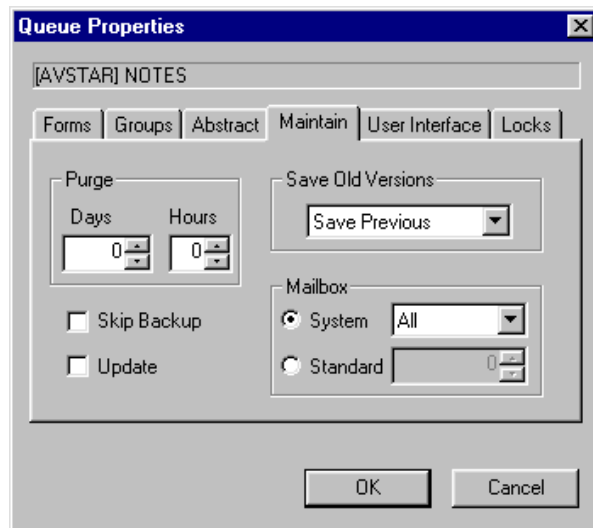 Queue Properties
[AVSTAR] NOTES
Forms Groups Abstract Maintain User Interface Locks
Purge
Days Hours
0 0
Skip Backup
Update
Save Old Versions
Save Previous
Mailbox
System All
Standard 0
OK Cancel